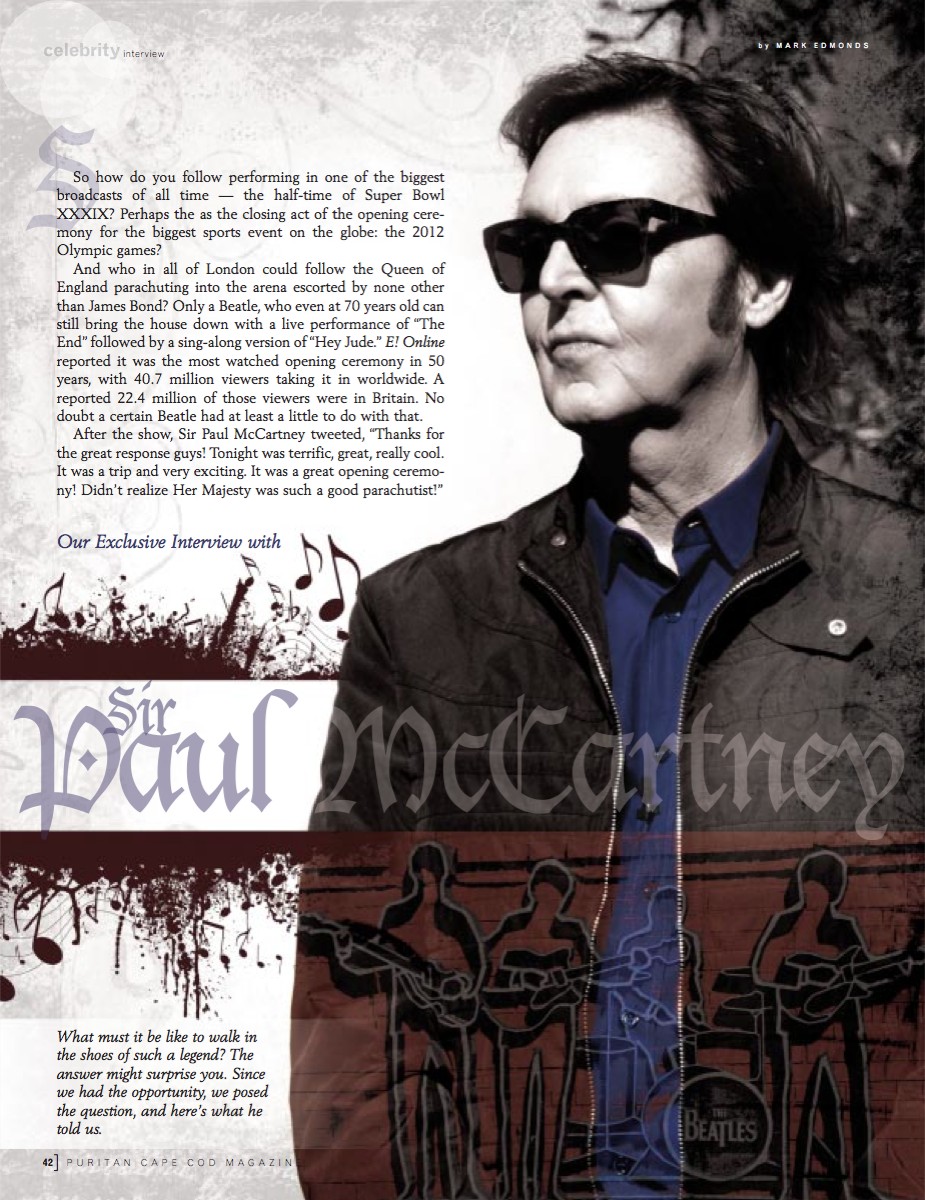 celebrity interview
by MARK EDMONDS
S
So how do you follow performing in one of the biggest
broadcasts of all time — the half-time of Super Bowl
XXXIX? Perhaps the as the closing act of the opening cere-
mony for the biggest sports event on the globe: the 2012
Olympic games?
And who in all of London could follow the Queen of
England parachuting into the arena escorted by none other
than James Bond? Only a Beatle, who even at 70 years old can
still bring the house down with a live performance of “The
End” followed by a sing-along version of “Hey Jude.” E! Online
reported it was the most watched opening ceremony in 50
years, with 40.7 million viewers taking it in worldwide. A
reported 22.4 million of those viewers were in Britain. No
doubt a certain Beatle had at least a little to do with that.
After the show, Sir Paul McCartney tweeted, “Thanks for
the great response guys! Tonight was terrific, great, really cool.
It was a trip and very exciting. It was a great opening ceremo-
ny! Didn’t realize Her Majesty was such a good parachutist!”
Our Exclusive Interview with
Sir
Paul McCartney
THE
BEATLES
What must it be like to walk in
the shoes of such a legend? The
answer might surprise you. Since
we had the opportunity, we posed
the question, and here’s what he
told us.
42] PURITAN CAPE COD MAGAZIN